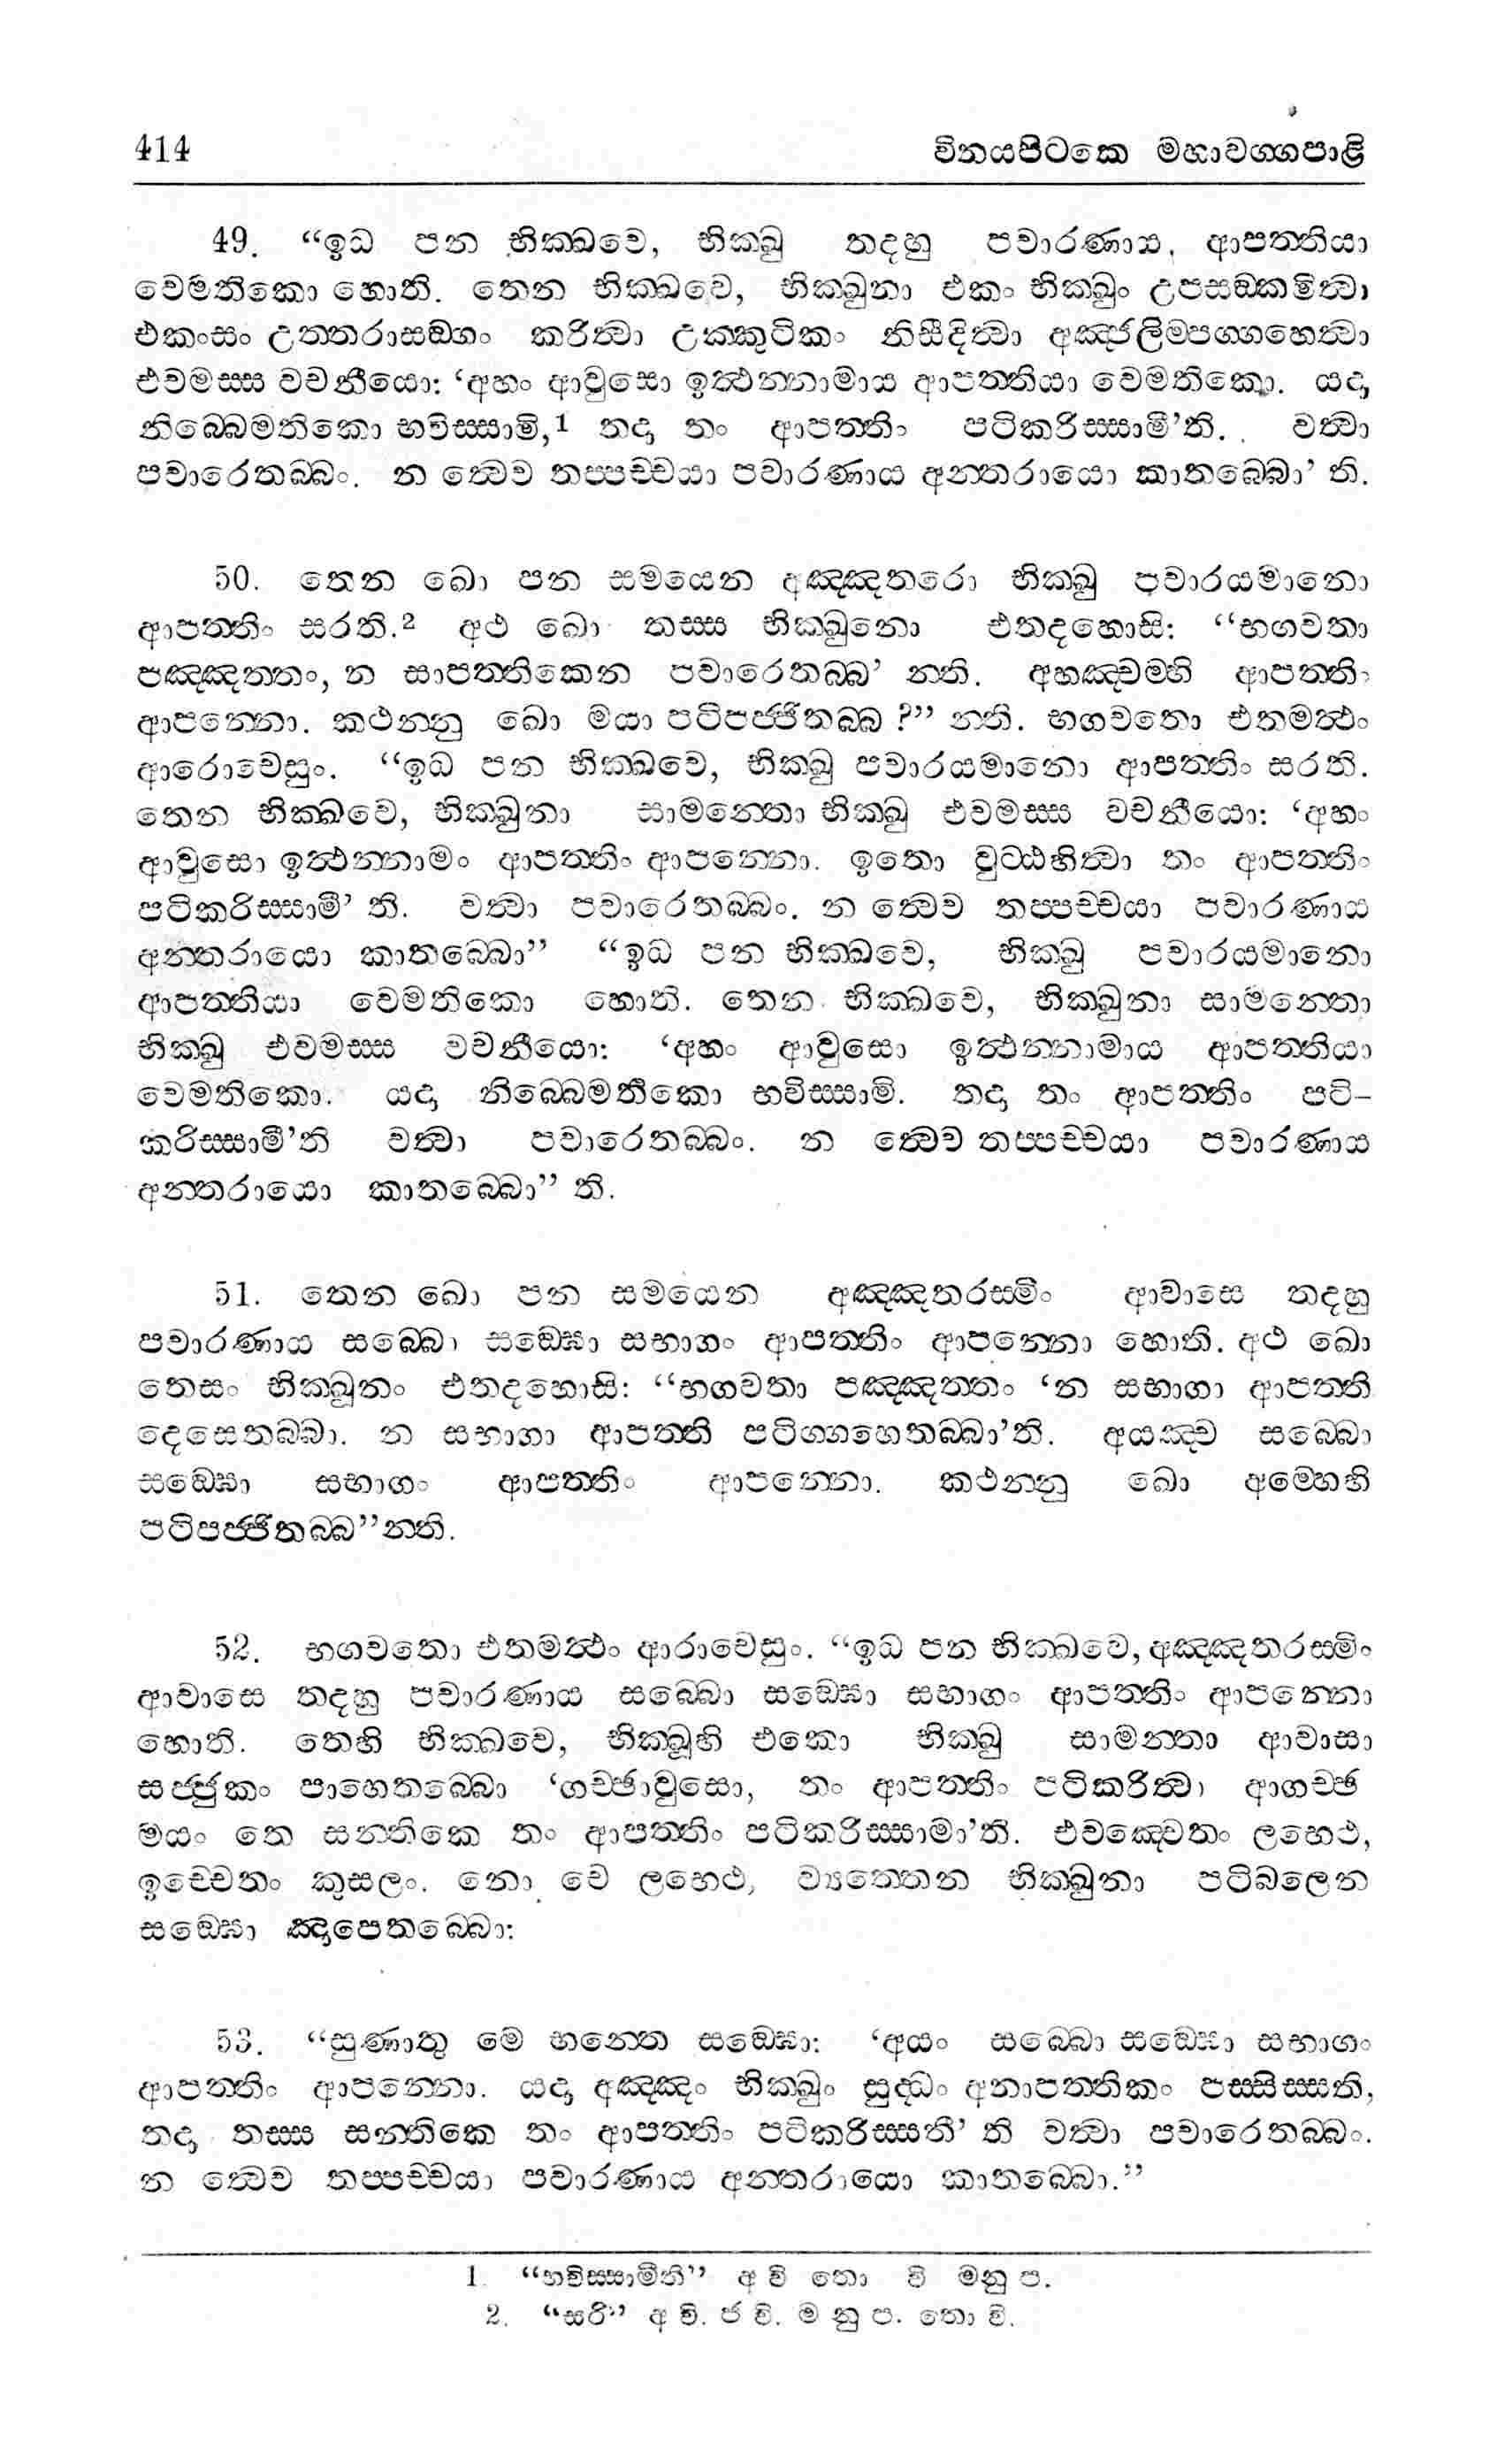 414 විනයපිටකෙ මහාවග්ගපාළි
49. “ඉධ පන භික්ඛවෙ, භික්ඛු තදහු පවාරණාය, ආපත්තියා
වෙමතිකො හොති. තෙන භික්ඛවෙ, භික්ඛුනා එකං භික්ඛුං උපසඞ්කමිත්වා
එකංසං උත්තරාසඞ්ගං කරිත්වා උක්කුටිකං නිසීදිත්වා අඤ්ජලිම්පග්ගහෙත්වා
එවමස්ස වචනීයො: ‘අහං ආවුසො ඉත්ථන්නාමාය ආපත්තියා වෙමතිකො. යදා
නිබ්බෙමතිකො භවිස්සාමි,1 තදා තං ආපත්තිං පටිකරිස්සාමී’ති. වත්වා
පවාරෙතබ්බං. න ත්වෙව තප්පච්චයා පවාරණාය අන්තරායො කාතබ්බො’ ති.
50. තෙන ඛො පන සමයෙන අඤ්ඤතරො භික්ඛු පවාරයමානො
ආපත්තිං සරති.2 අථ ඛො තස්ස භික්ඛුනො එතදහොසි: “භගවතා
පඤ්ඤත්තං, න සාපත්තිකෙන පවාරෙතබ්බ’ න්ති. අහඤ්චම්හි ආපත්තිං
ආපන්නො. කථන්නු ඛො මයා පටිපජ්ජිතබ්බ ?” න්ති. භගවතො එතමත්ථං
ආරොචෙසුං. “ඉධ පන භික්ඛවෙ, භික්ඛු පවාරයමානො ආපත්තිං සරති.
තෙන භික්ඛවෙ, භික්ඛුනා සාමන්තො භික්ඛු එවමස්ස වචනීයො: ‘අහං
ආවුසො ඉත්ථන්නාමං ආපත්තිං ආපන්නො. ඉතො වුට්ඨහිත්වා තං ආපත්තිං
පටිකරිස්සාමී’ ති. වත්වා පවාරෙතබ්බං. න ත්වෙව තප්පච්චයා පවාරණාය
අන්තරායො කාතබ්බො” “ඉධ පන භික්ඛවෙ, භික්ඛු පවාරයමානො
ආපත්තියා වෙමතිකො හොති. තෙන භික්ඛවෙ, භික්ඛුනා සාමන්තො
භික්ඛු එවමස්ස වචනීයො: ‘අහං ආවුසො ඉත්ථන්නාමාය ආපත්තියා
වෙමතිකො. යදා නිබ්බෙමතිකො භවිස්සාමි. තදා තං ආපත්තිං පටි-
කරිස්සාමී’ති වත්වා පවාරෙතබ්බං. න ත්වෙව තප්පච්චයා පවාරණාය
අන්තරායො කාතබ්බො” ති.
51. තෙන ඛො පන සමයෙන අඤ්ඤතරස්මිං ආවාසෙ තදහු
පවාරණාය සබ්බො සඞ්ඝො සභාගං ආපත්තිං ආපන්නො හොති. අථ ඛො
තෙසං භික්ඛූනං එතදහොසි: “භගවතා පඤ්ඤත්තං ‘න සභාගා ආපත්ති
දෙසෙතබ්බා. න සභාගා ආපත්ති පටිග්ගහෙතබ්බා’ති. අයඤ්ච සබ්බො
සඞ්ඝො සභාගං ආපත්තිං ආපන්නො. කථන්නු ඛො අම්හෙහි
පටිපජ්ජිතබ්බ”න්ති.
52. භගවතො එතමත්ථං ආරාචෙසුං. “ඉධ පන භික්ඛවෙ, අඤ්ඤතරස්මිං
ආවාසෙ තදහු පවාරණාය සබ්බො සඞ්ඝො සභාගං ආපත්තිං ආපන්නො
හොති. තෙහි භික්ඛවෙ, භික්ඛූහි එකො භික්ඛු සාමන්තා ආවාසා
සජ්ජුකං පාහෙතබ්බො ‘ගච්ඡාවුසො, තං ආපත්තිං පටිකරිත්වා ආගච්ඡ
මයං තෙ සන්තිකෙ තං ආපත්තිං පටිකරිස්සාමා’ති. එවඤ්චෙතං ලභෙථ,
ඉච්චෙතං කුසලං. නො චෙ ලභෙථ, ව්‍යත්තෙන භික්ඛුනා පටිබලෙන
සඞ්ඝො ඤාපෙතබ්බො:
53. “සුණාතු මෙ භන්තෙ සඞ්ඝො: ‘අයං සබ්බො සඞ්ඝො සභාගං
ආපත්තිං ආපන්නො. යදා අඤ්ඤං භික්ඛුං සුද්ධං අනාපත්තිකං පස්සිස්සති,
තදා තස්ස සන්තිකෙ තං ආපත්තිං පටිකරිස්සතී’ ති වත්වා පවාරෙතබ්බං.
න ත්වෙව තප්පච්චයා පවාරණාය අන්තරායො කාතබ්බො.”
1. “භවිස්සාමීති” අ වි තො වි මනු ප.
2. “සරි” අ වි. ජ වි. ම නු ප. තො වි.